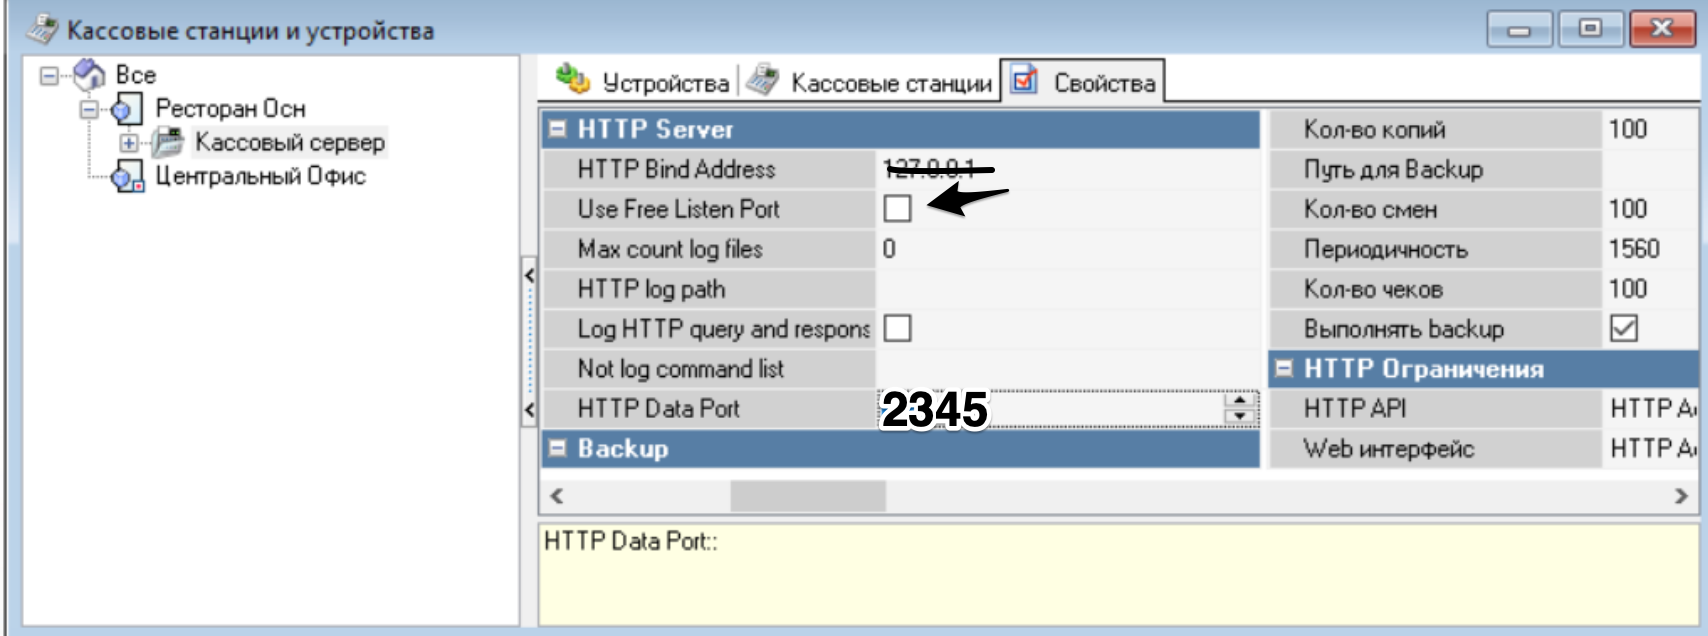 Кассовые станции и устройства
Все
Ресторан Осн
Кассовый сервер
Центральный Офис
Устройства
Кассовые станции
Свойства
HTTP Server
HTTP Bind Address 127.0.0.1
Use Free Listen Port
Max count log files 0
HTTP log path
Log HTTP query and respons
Not log command list
HTTP Data Port 2345
Backup
Кол-во копий 100
Путь для Backup
Кол-во смен 100
Периодичность 1560
Кол-во чеков 100
Выполнять backup
HTTP Ограничения
HTTP API HTTP A
Web интерфейс HTTP A
HTTP Data Port::